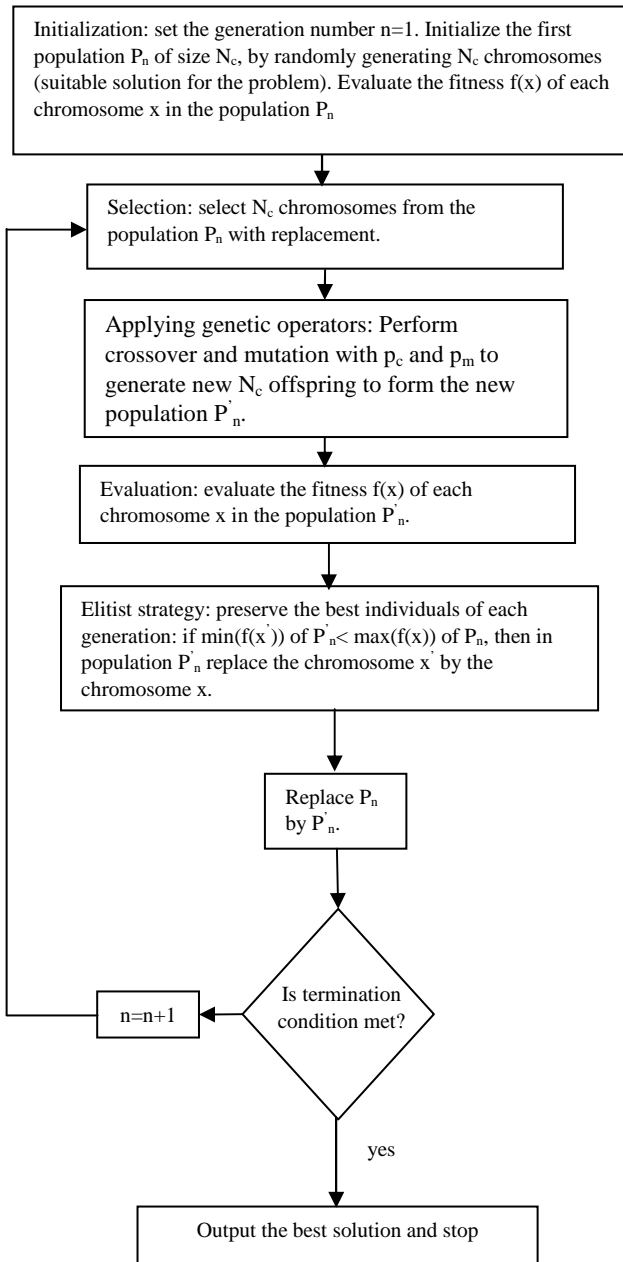 Initialization: set the generation number n=1. Initialize the first
population Pₙ of size N_c, by randomly generating N_c chromosomes
(suitable solution for the problem). Evaluate the fitness f(x) of each
chromosome x in the population Pₙ
Selection: select N_c chromosomes from the
population Pₙ with replacement.
Applying genetic operators: Perform
crossover and mutation with p_c and pₘ to
generate new N_c offspring to form the new
population P'ₙ.
Evaluation: evaluate the fitness f(x) of each
chromosome x in the population P'ₙ.
Elitist strategy: preserve the best individuals of each
generation: if min(f(x')) of P'ₙ< max(f(x)) of Pₙ, then in
population P'ₙ replace the chromosome x' by the
chromosome x.
Replace Pₙ
by P'ₙ.
Is termination
condition met?
n=n+1
yes
Output the best solution and stop